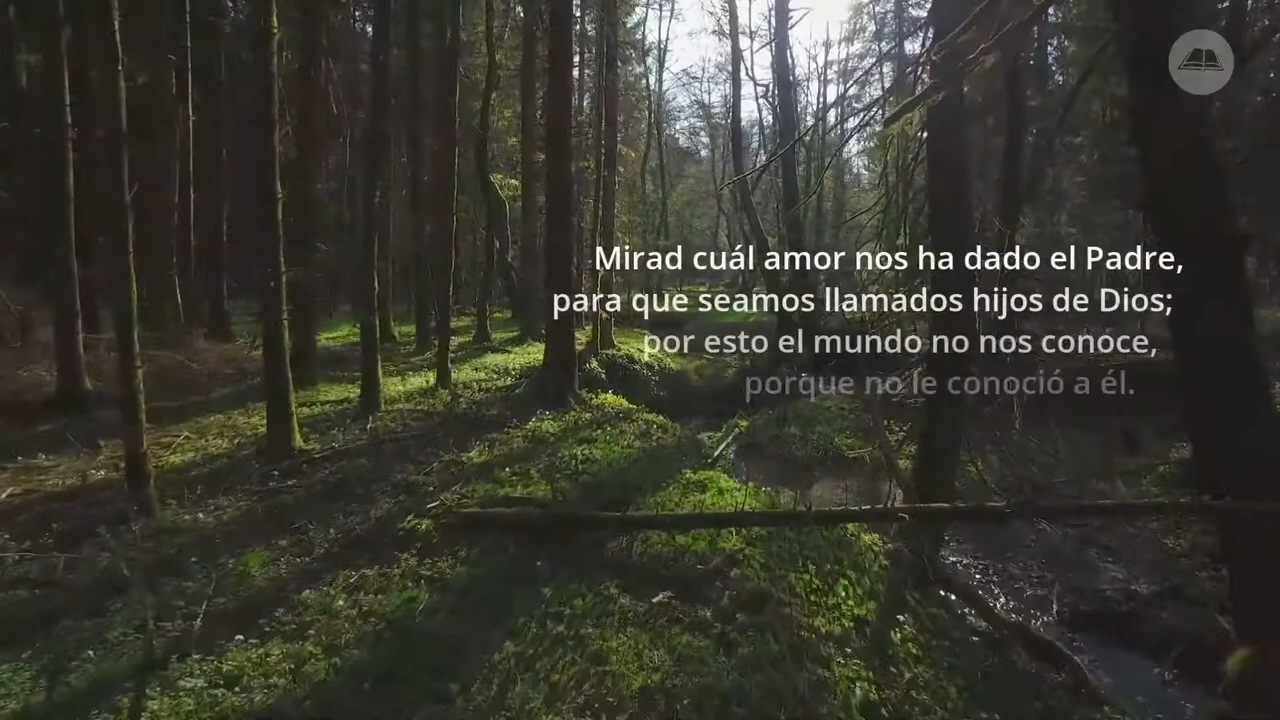 Mirad cuál amor nos ha dado el Padre,
para que seamos llamados hijos de Dios;
por esto el mundo no nos conoce,
porque no le conoció a él.